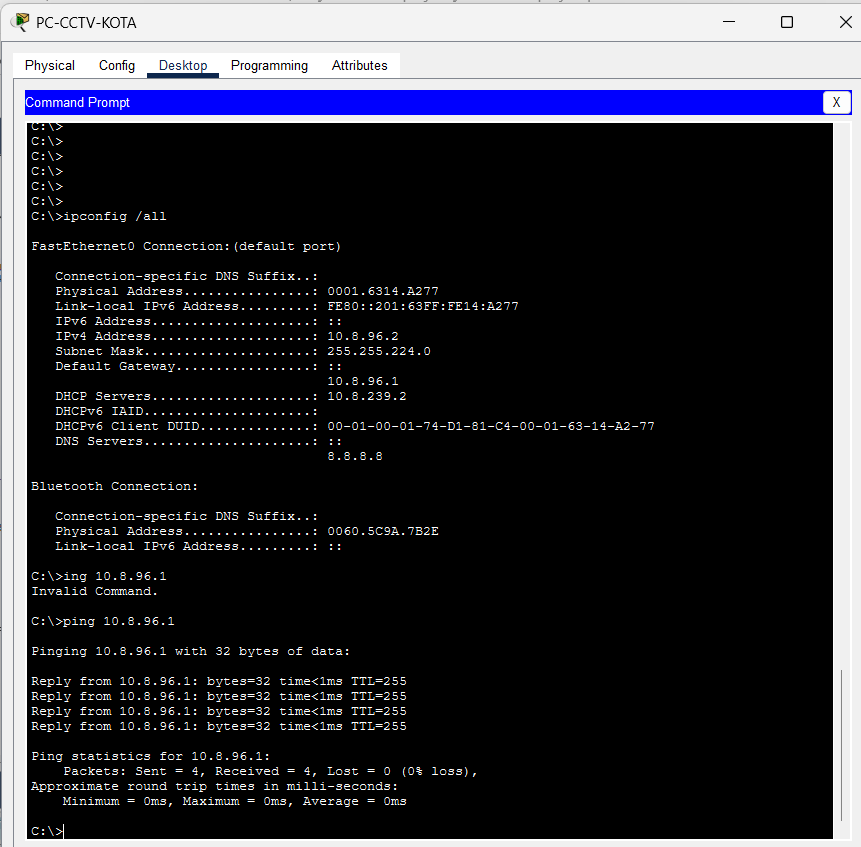 PC-CCTV-KOTA
Physical Config Desktop Programming Attributes
Command Prompt X
C:\>
C:\>
C:\>
C:\>
C:\>
C:\>
C:\>ipconfig /all
FastEthernet0 Connection:(default port)
Connection-specific DNS Suffix..:
Physical Address................: 0001.6314.A277
Link-local IPv6 Address.........: FE80::201:63FF:FE14:A277
IPv6 Address....................: ::
IPv4 Address....................: 10.8.96.2
Subnet Mask.....................: 255.255.224.0
Default Gateway.................: ::
10.8.96.1
DHCP Servers....................: 10.8.239.2
DHCPv6 IAID.....................:
DHCPv6 Client DUID..............: 00-01-00-01-74-D1-81-C4-00-01-63-14-A2-77
DNS Servers.....................: ::
8.8.8.8
Bluetooth Connection:
Connection-specific DNS Suffix..:
Physical Address................: 0060.5C9A.7B2E
Link-local IPv6 Address.........: ::
C:\>ing 10.8.96.1
Invalid Command.
C:\>ping 10.8.96.1
Pinging 10.8.96.1 with 32 bytes of data:
Reply from 10.8.96.1: bytes=32 time<1ms TTL=255
Reply from 10.8.96.1: bytes=32 time<1ms TTL=255
Reply from 10.8.96.1: bytes=32 time<1ms TTL=255
Reply from 10.8.96.1: bytes=32 time<1ms TTL=255
Ping statistics for 10.8.96.1:
Packets: Sent = 4, Received = 4, Lost = 0 (0% loss),
Approximate round trip times in milli-seconds:
Minimum = 0ms, Maximum = 0ms, Average = 0ms
C:\>